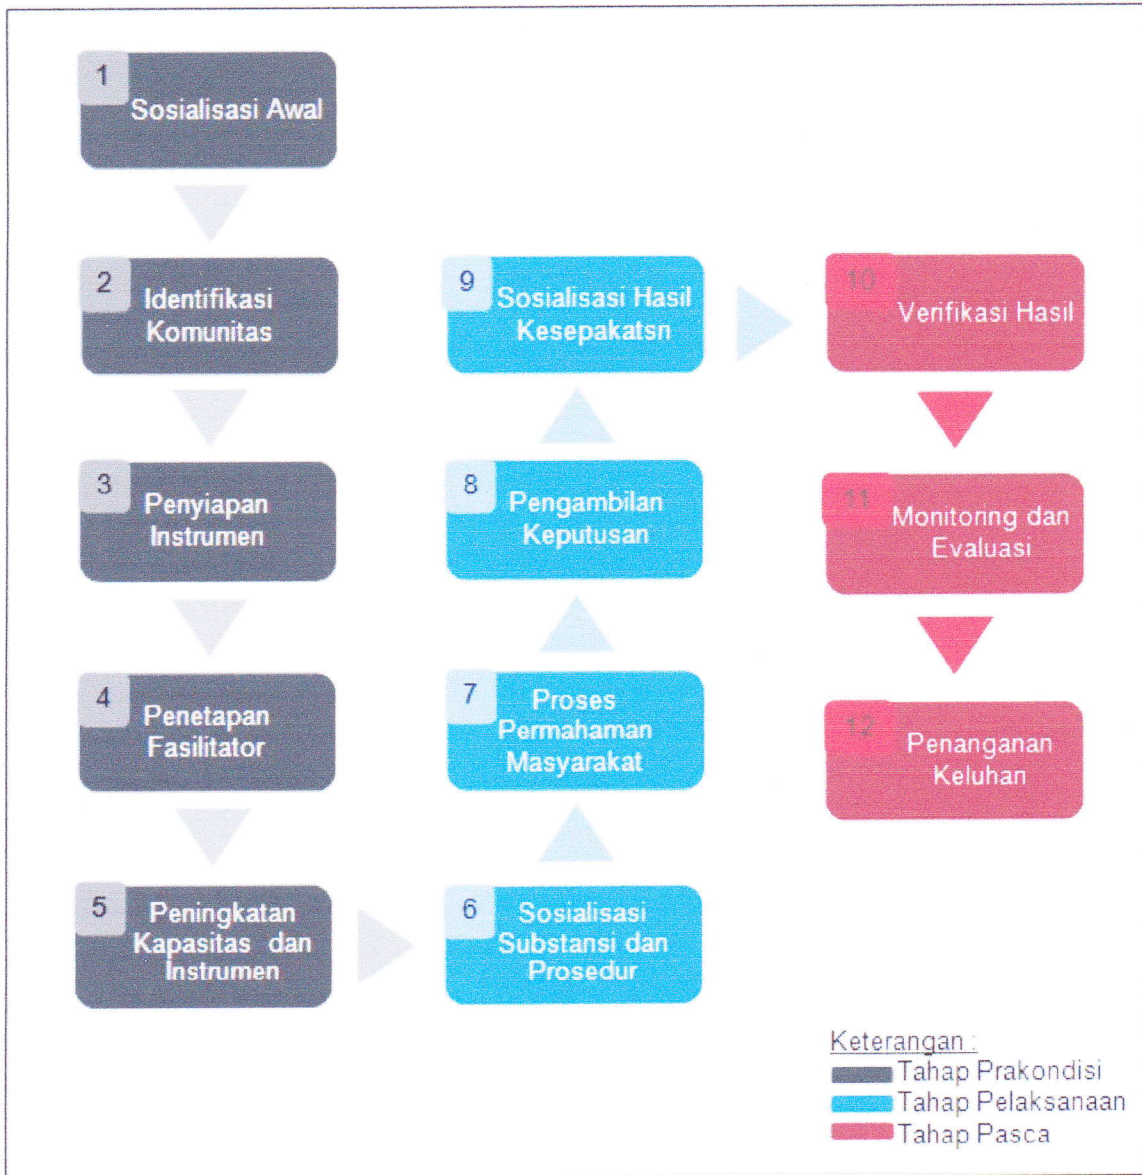 1
Sosialisasi Awal
2
Identifikasi
Komunitas
3
Penyiapan
Instrumen
4
Penetapan
Fasilitator
5
Peningkatan
Kapasitas dan
Instrumen
6
Sosialisasi
Substansi dan
Prosedur
7
Proses
Permahaman
Masyarakat
8
Pengambilan
Keputusan
9
Sosialisasi Hasil
Kesepakatsn
10
Verifikasi Hasil
11
Monitoring dan
Evaluasi
12
Penanganan
Keluhan
Keterangan :
Tahap Prakondisi
Tahap Pelaksanaan
Tahap Pasca